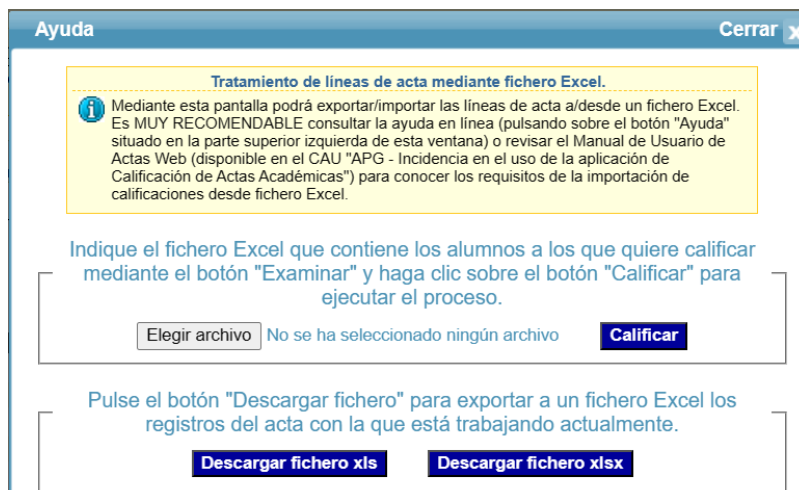 Ayuda
Cerrar x
Tratamiento de líneas de acta mediante fichero Excel.
Mediante esta pantalla podrá exportar/importar las líneas de acta a/desde un fichero Excel.
Es MUY RECOMENDABLE consultar la ayuda en línea (pulsando sobre el botón "Ayuda"
situado en la parte superior izquierda de esta ventana) o revisar el Manual de Usuario de
Actas Web (disponible en el CAU "APG - Incidencia en el uso de la aplicación de
Calificación de Actas Académicas") para conocer los requisitos de la importación de
calificaciones desde fichero Excel.
Indique el fichero Excel que contiene los alumnos a los que quiere calificar
mediante el botón "Examinar" y haga clic sobre el botón "Calificar" para
ejecutar el proceso.
Elegir archivo No se ha seleccionado ningún archivo Calificar
Pulse el botón "Descargar fichero" para exportar a un fichero Excel los
registros del acta con la que está trabajando actualmente.
Descargar fichero xls Descargar fichero xlsx